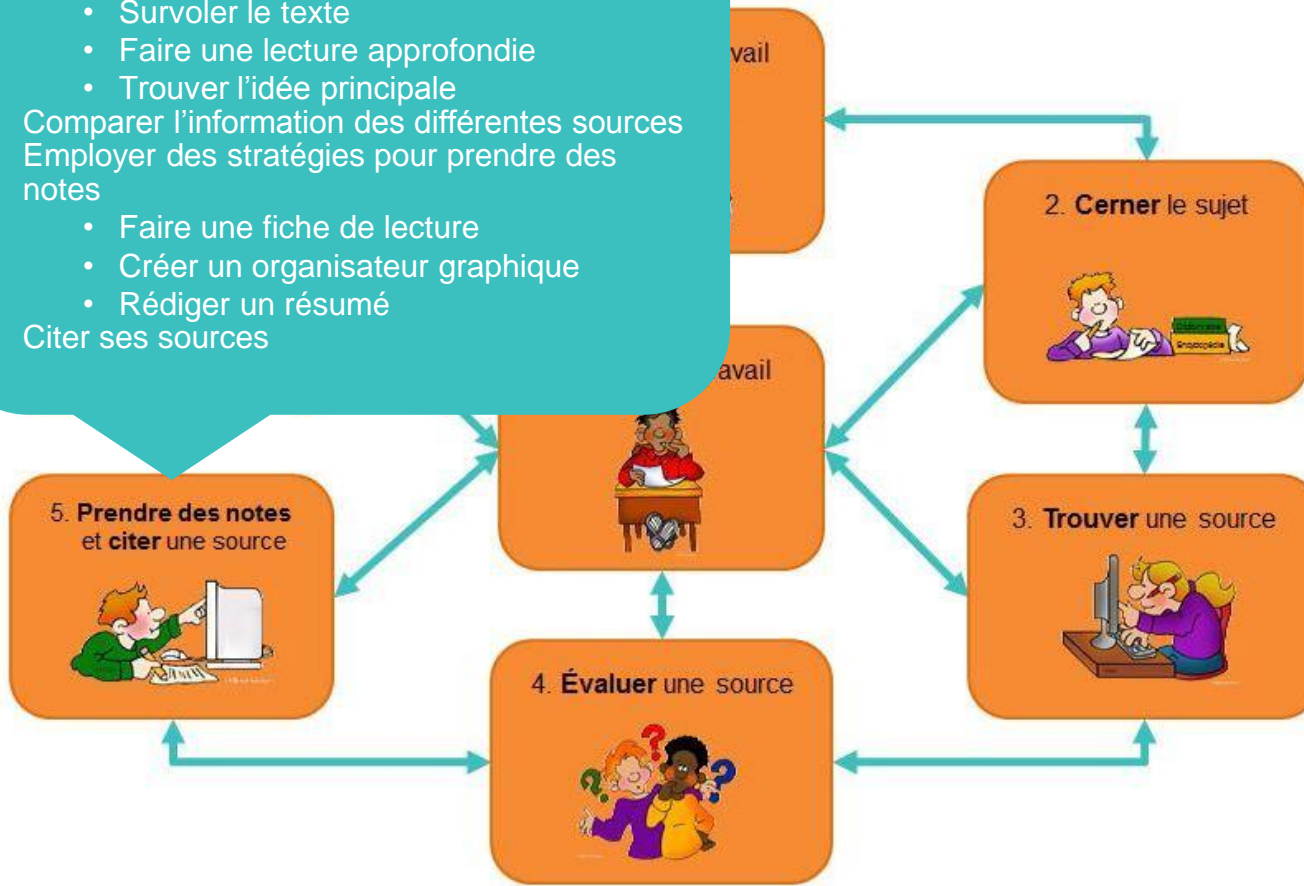 • Survoler le texte
• Faire une lecture approfondie
• Trouver l’idée principale
Comparer l’information des différentes sources
Employer des stratégies pour prendre des
notes
• Faire une fiche de lecture
• Créer un organisateur graphique
• Rédiger un résumé
Citer ses sources
vail
2. Cerner le sujet
avail
5. Prendre des notes
et citer une source
3. Trouver une source
4. Évaluer une source